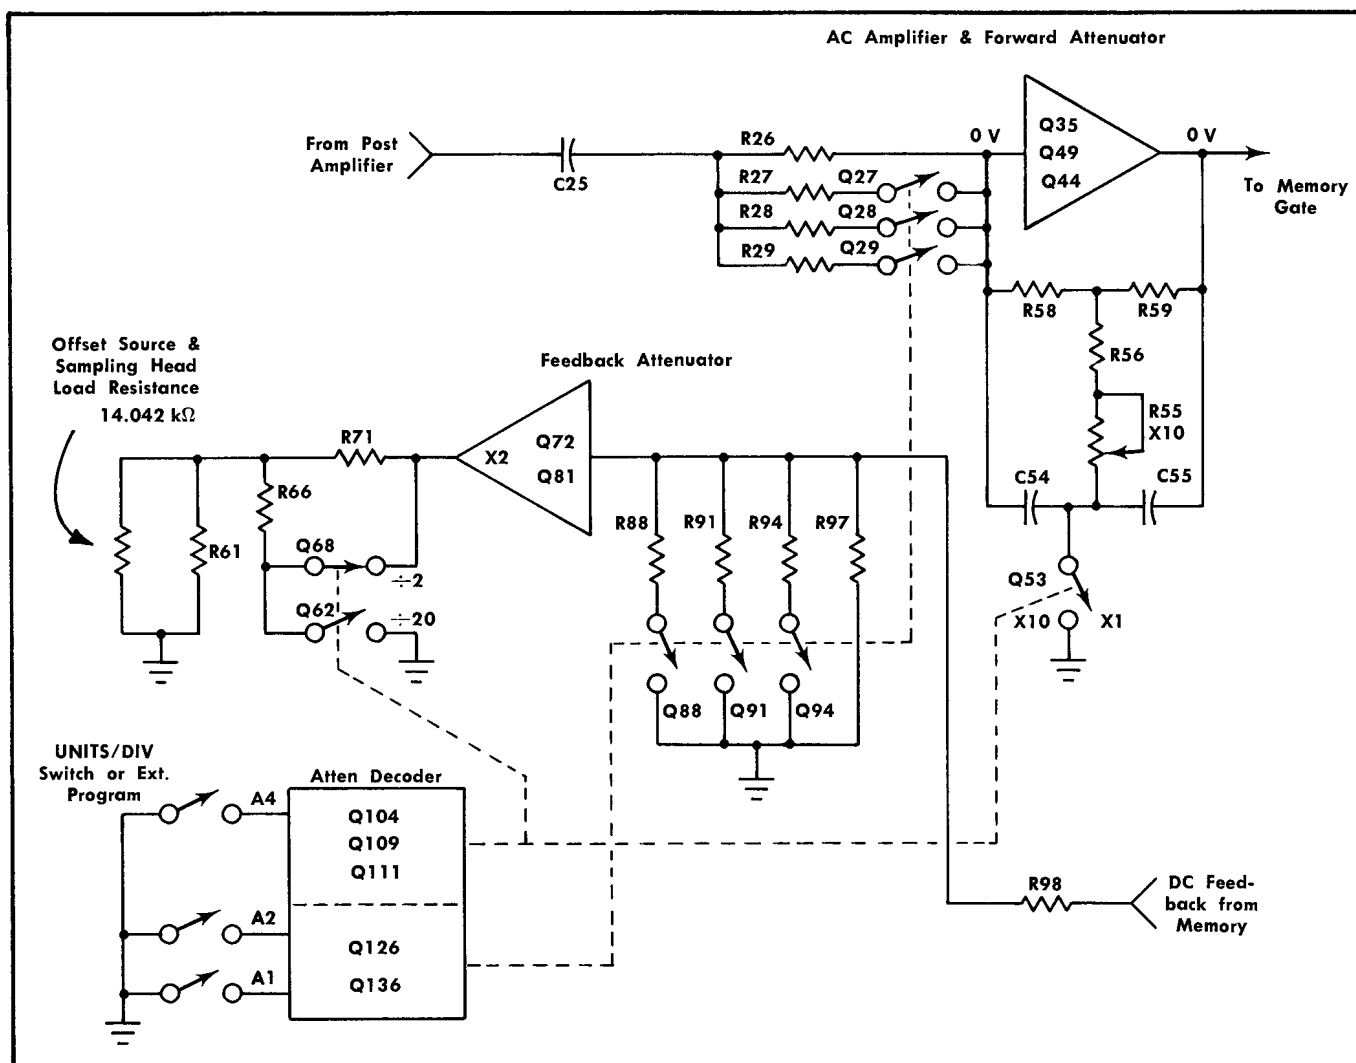 AC Amplifier & Forward Attenuator
From Post
Amplifier
C25
R26
R27
R28
R29
Q27
Q28
Q29
0 V
Q35
Q49
Q44
0 V
To Memory
Gate
R58
R59
R56
R55
X10
C54
C55
Q53
X10
X1
Offset Source &
Sampling Head
Load Resistance
14.042 kΩ
Feedback Attenuator
R71
X2
Q72
Q81
R66
R61
Q68
÷2
Q62
÷20
R88
R91
R94
R97
Q88
Q91
Q94
UNITS/DIV
Switch or Ext.
Program
Atten Decoder
A4
Q104
Q109
Q111
A2
Q126
A1
Q136
R98
DC Feed-
back from
Memory